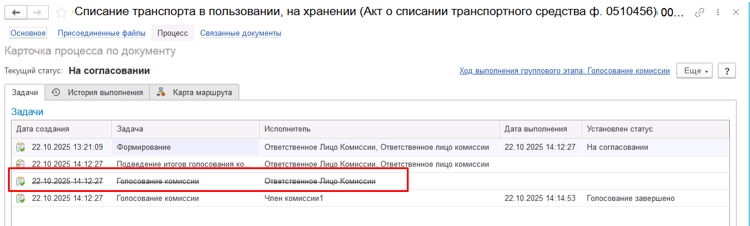 Списание транспорта в пользовании, на хранении (Акт о списании транспортного средства ф. 0510456) 00...
Основное Присоединенные файлы Процесс Связанные документы
Карточка процесса по документу
Текущий статус: На согласовании Ход выполнения группового этапа: Голосование комиссии Еще ?
Задачи История выполнения Карта маршрута
Задачи
Дата создания Задача Исполнитель Дата выполнения Установлен статус
22.10.2025 13:21:09 Формирование Ответственное Лицо Комиссии, Ответственное лицо комиссии 22.10.2025 14:12:27 На согласовании
22.10.2025 14:12:27 Подведение итогов голосования ко... Ответственное Лицо Комиссии, Ответственное лицо комиссии
22.10.2025 14:12:27 Голосование комиссии Ответственное Лицо Комиссии
22.10.2025 14:12:27 Голосование комиссии Член комиссии1 22.10.2025 14:14:53 Голосование завершено